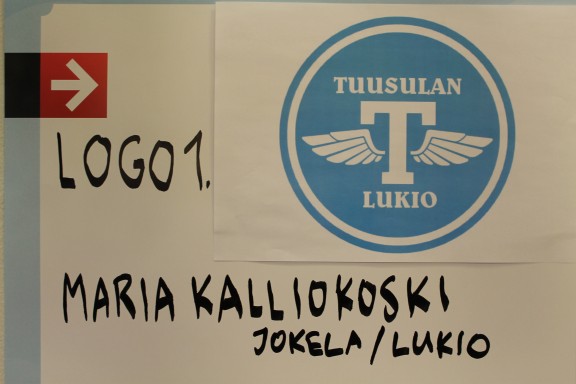 TUUSULAN
T
LUKIO
LOGO 1.
MARIA KALLIOKOSKI
JOKELA / LUKIO